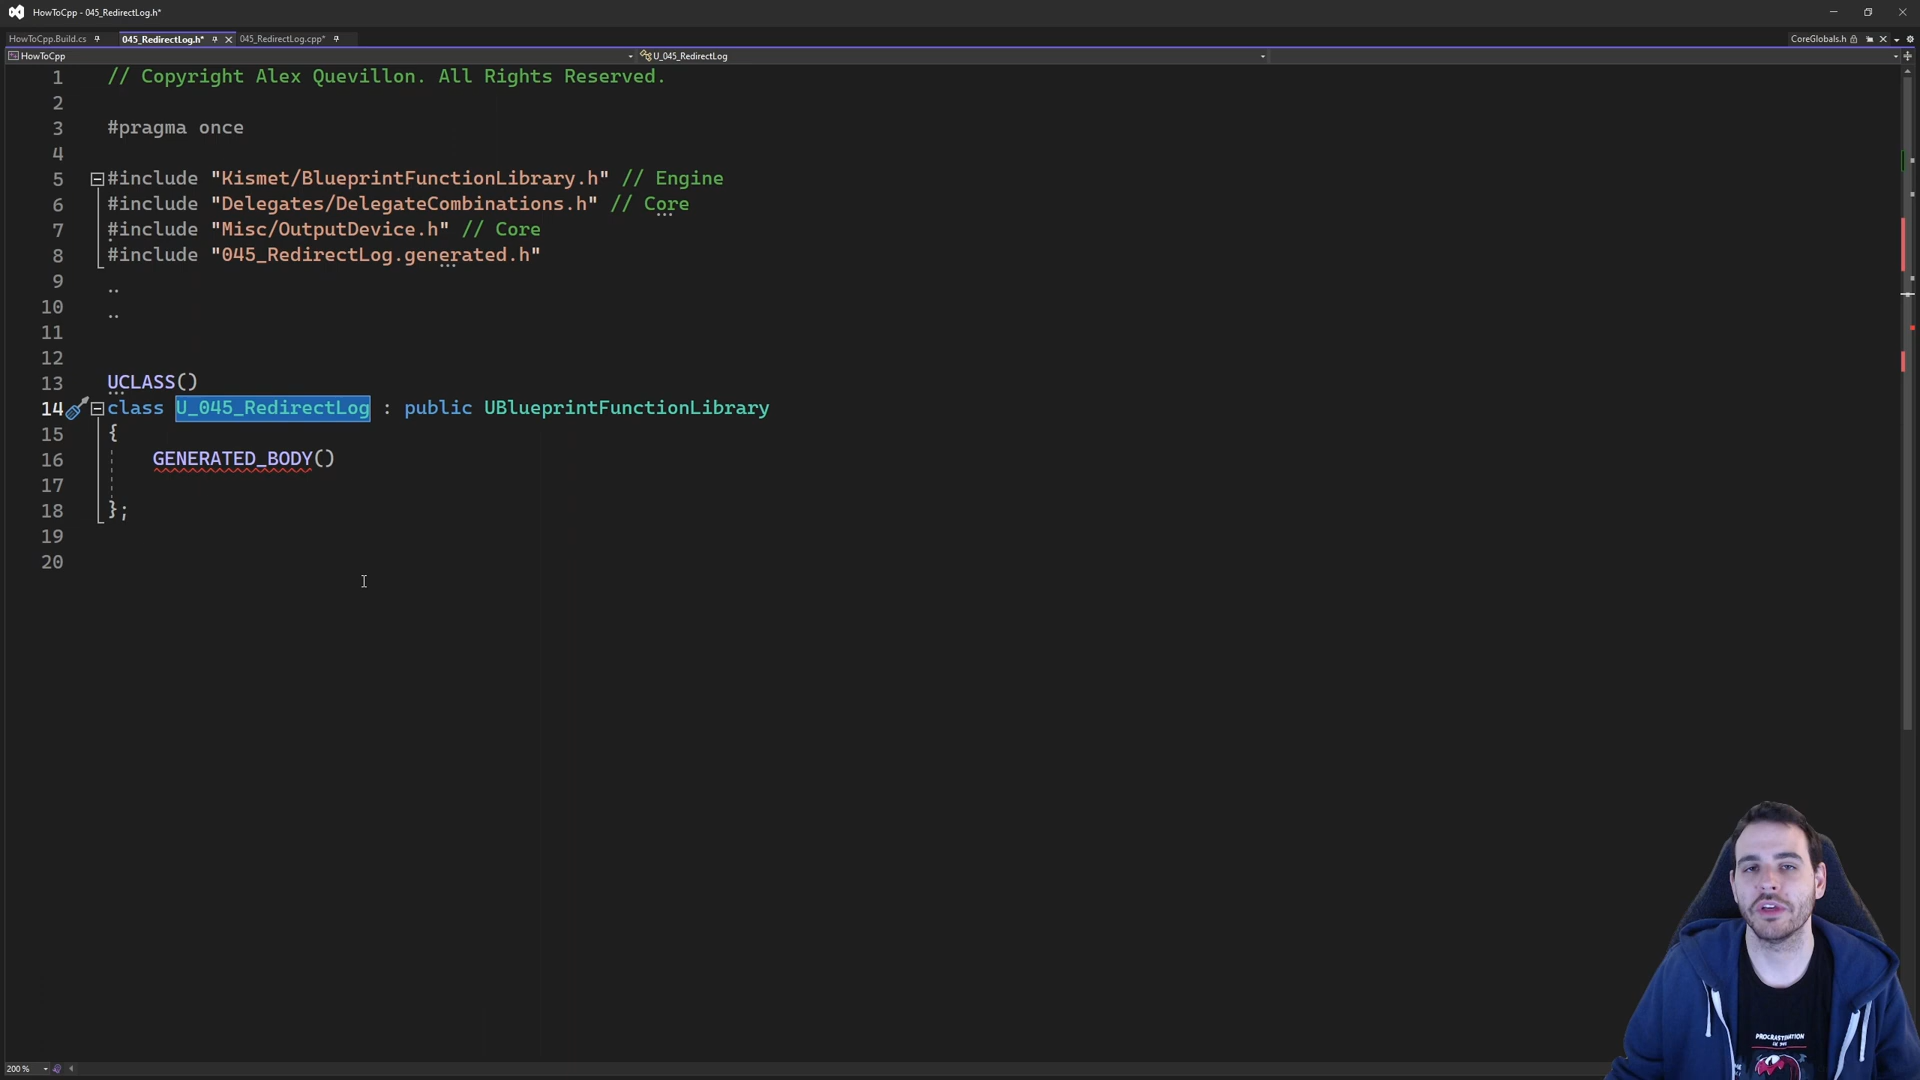 HowToCpp - 045_RedirectLog.h*
HowToCpp.Build.cs
045_RedirectLog.h*
045_RedirectLog.cpp*
CoreGlobals.h
HowToCpp
U_045_RedirectLog
1 // Copyright Alex Quevillon. All Rights Reserved.
2
3 #pragma once
4
5 #include "Kismet/BlueprintFunctionLibrary.h" // Engine
6 #include "Delegates/DelegateCombinations.h" // Core
7 #include "Misc/OutputDevice.h" // Core
8 #include "045_RedirectLog.generated.h"
9
10
11
12
13 UCLASS()
14 class U_045_RedirectLog : public UBlueprintFunctionLibrary
15 {
16 GENERATED_BODY()
17
18 };
19
20
PROCRASTINATION
200 %